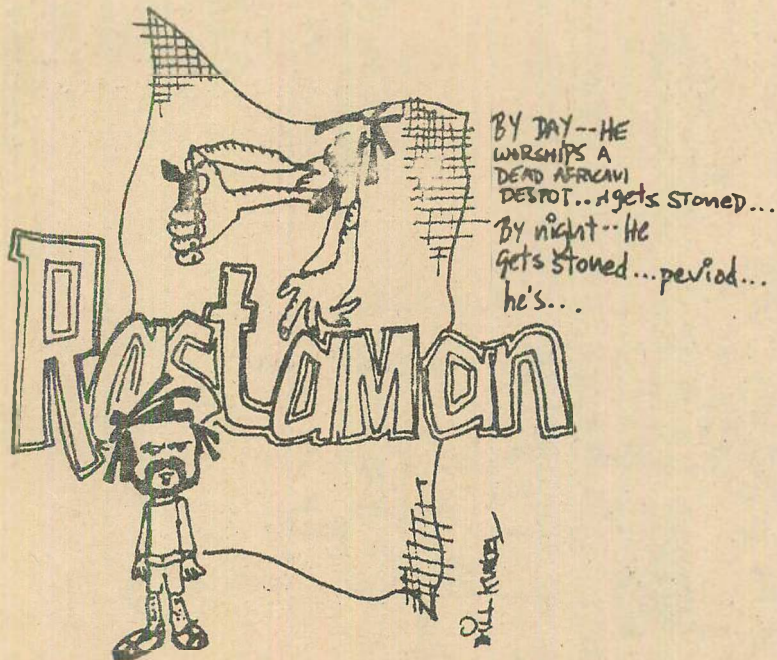 BY DAY--HE
WORSHIPS A
DEAD AFRICAN
DESPOT...n gets stoned...
By night--He
gets stoned...period...
he's...
Rastaman